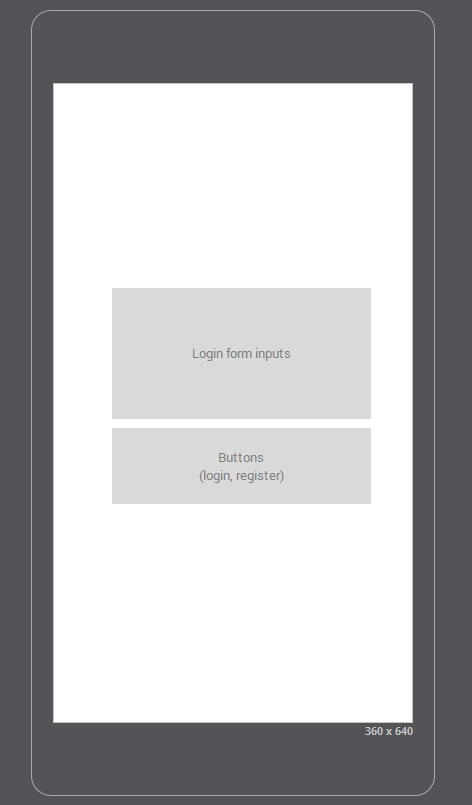 Login form inputs
Buttons
(login, register)
360 x 640